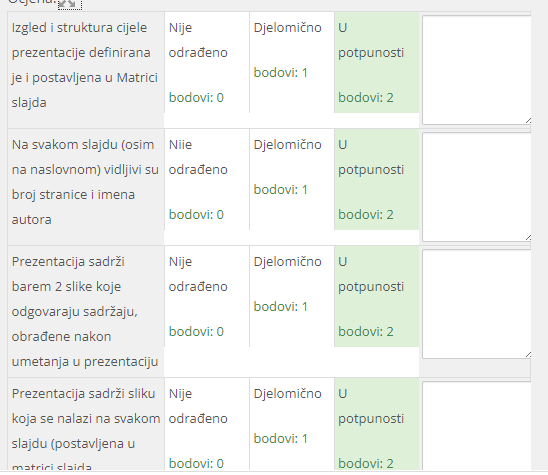 Ocjena:
Izgled i struktura cijele
prezentacije definirana
je i postavljena u Matrici
slajda
Nije
odrađeno
bodovi: 0
Djelomično
bodovi: 1
U
potpunosti
bodovi: 2
Na svakom slajdu (osim
na naslovnom) vidljivi su
broj stranice i imena
autora
Nije
odrađeno
bodovi: 0
Djelomično
bodovi: 1
U
potpunosti
bodovi: 2
Prezentacija sadrži
barem 2 slike koje
odgovaraju sadržaju,
obrađene nakon
umetanja u prezentaciju
Nije
odrađeno
bodovi: 0
Djelomično
bodovi: 1
U
potpunosti
bodovi: 2
Prezentacija sadrži sliku
koja se nalazi na svakom
slajdu (postavljena u
matrici slajda
Nije
odrađeno
bodovi: 0
Djelomično
bodovi: 1
U
potpunosti
bodovi: 2